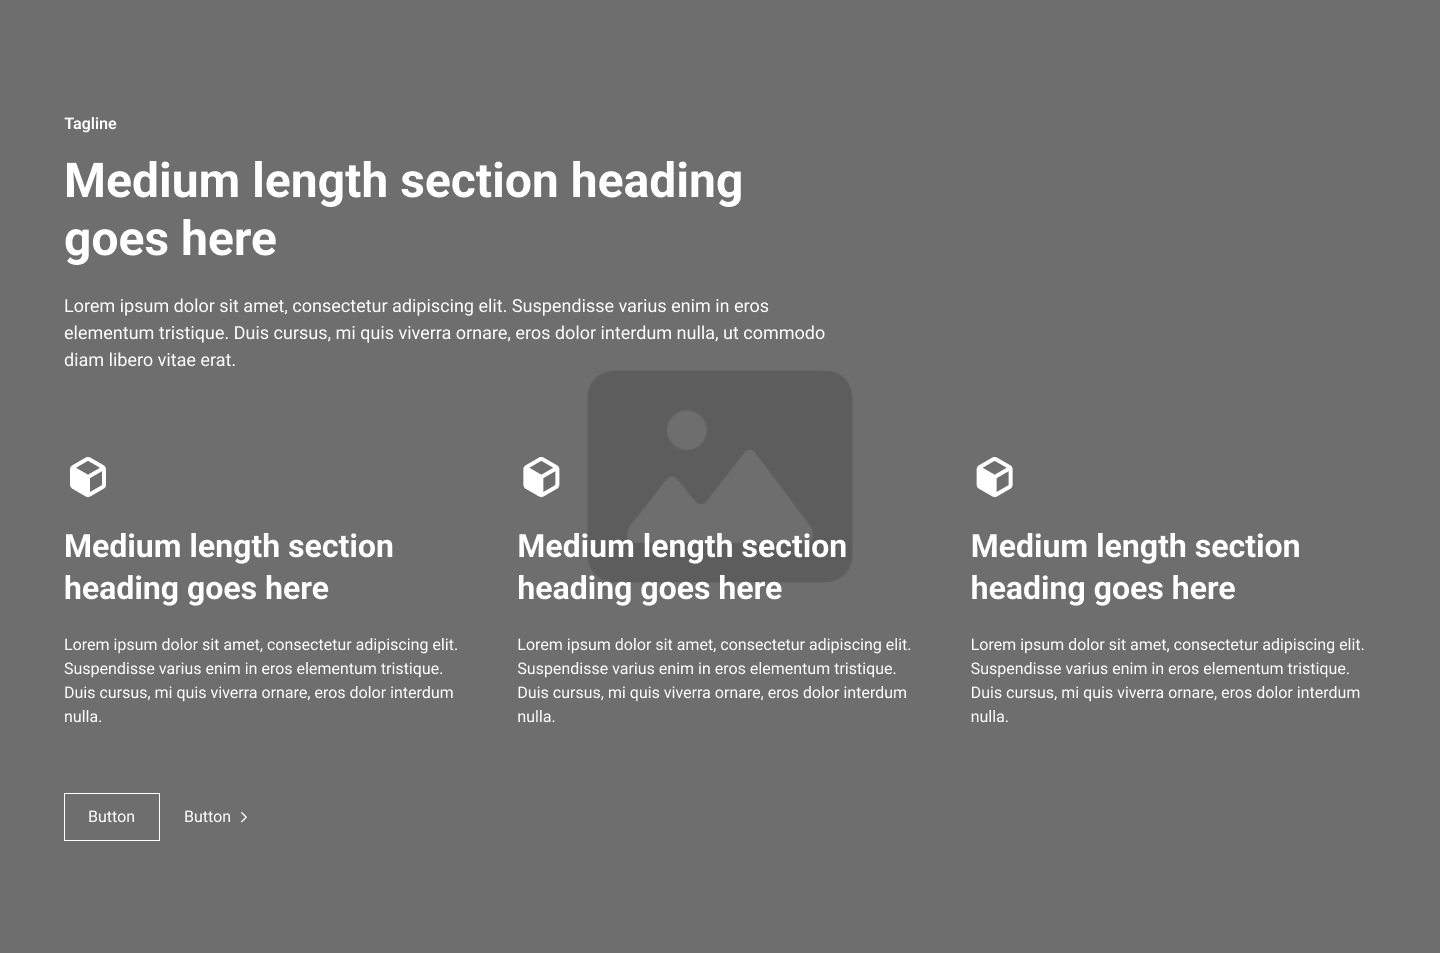 Tagline
Medium length section heading
goes here
Lorem ipsum dolor sit amet, consectetur adipiscing elit. Suspendisse varius enim in eros
elementum tristique. Duis cursus, mi quis viverra ornare, eros dolor interdum nulla, ut commodo
diam libero vitae erat.
Medium length section
heading goes here
Lorem ipsum dolor sit amet, consectetur adipiscing elit.
Suspendisse varius enim in eros elementum tristique.
Duis cursus, mi quis viverra ornare, eros dolor interdum
nulla.
Medium length section
heading goes here
Lorem ipsum dolor sit amet, consectetur adipiscing elit.
Suspendisse varius enim in eros elementum tristique.
Duis cursus, mi quis viverra ornare, eros dolor interdum
nulla.
Medium length section
heading goes here
Lorem ipsum dolor sit amet, consectetur adipiscing elit.
Suspendisse varius enim in eros elementum tristique.
Duis cursus, mi quis viverra ornare, eros dolor interdum
nulla.
Button
Button